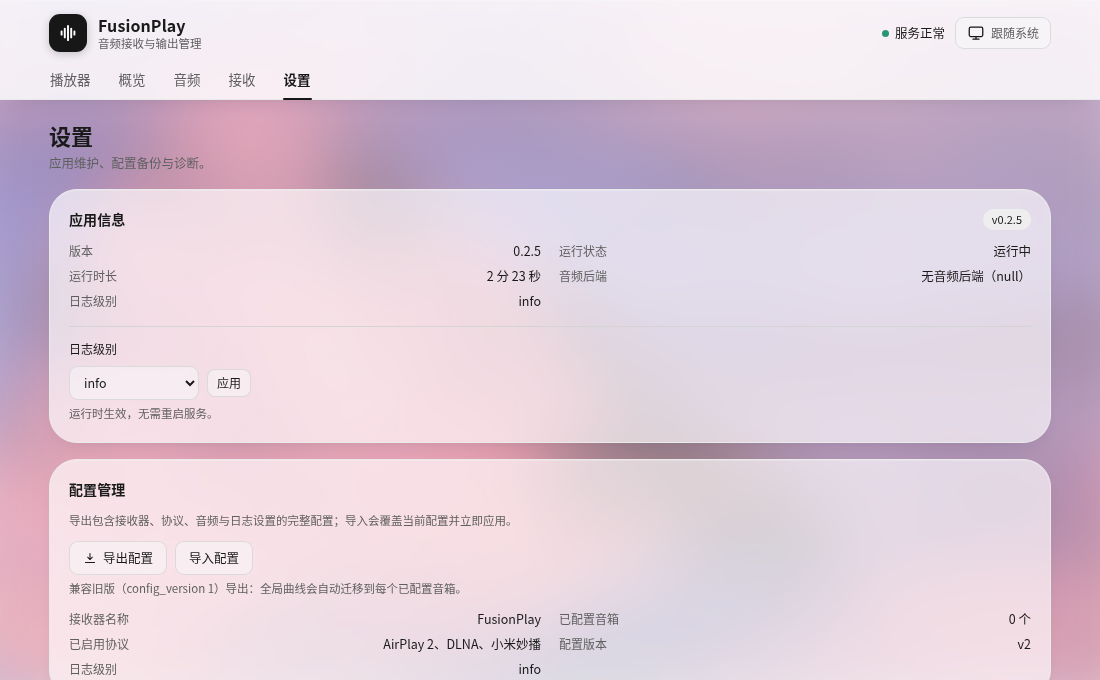 FusionPlay
音频接收与输出管理
服务正常
跟随系统
播放器 概览 音频 接收 设置
设置
应用维护、配置备份与诊断。
应用信息 v0.2.5
版本 0.2.5 运行状态 运行中
运行时长 2 分 23 秒 音频后端 无音频后端（null）
日志级别 info
日志级别
info 应用
运行时生效，无需重启服务。
配置管理
导出包含接收器、协议、音频与日志设置的完整配置；导入会覆盖当前配置并立即应用。
导出配置 导入配置
兼容旧版（config_version 1）导出：全局曲线会自动迁移到每个已配置音箱。
接收器名称 FusionPlay 已配置音箱 0 个
已启用协议 AirPlay 2、DLNA、小米妙播 配置版本 v2
日志级别 info